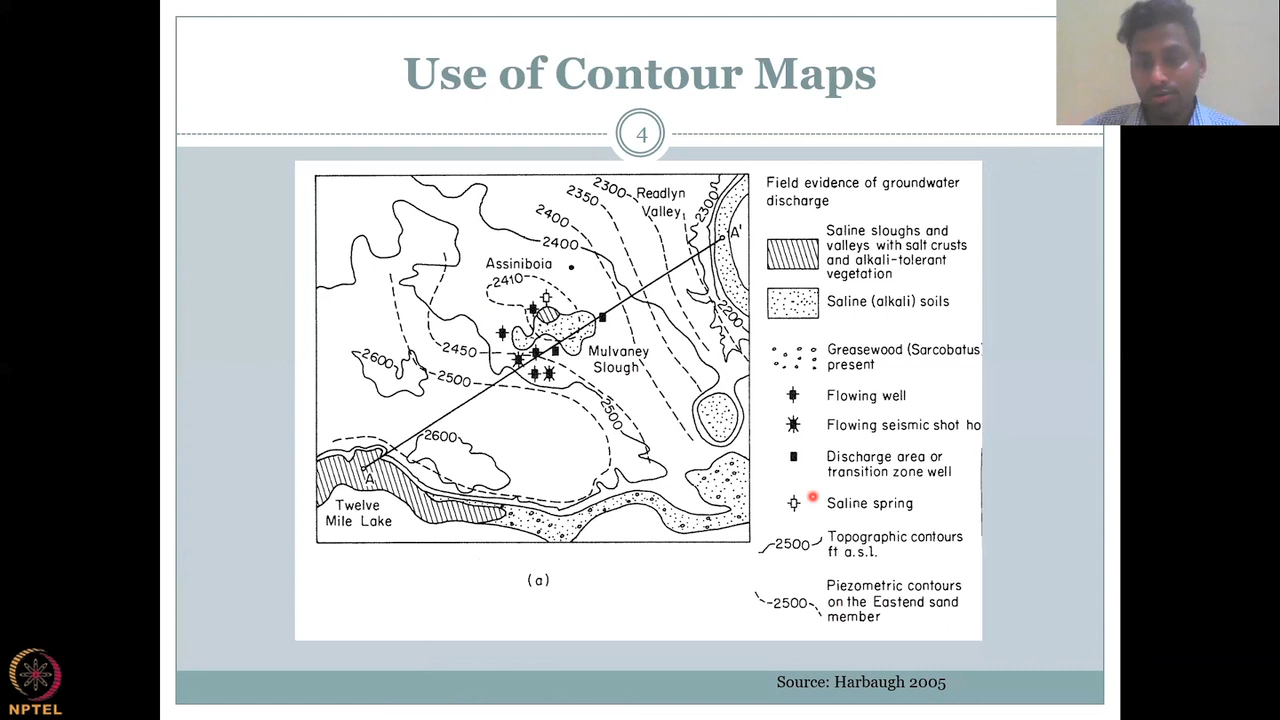 Use of Contour Maps
4
2300
Readlyn
Valley
2350
2400
2300
2400
A'
Assiniboia
2410
2200
2450
Mulvaney
Slough
2600
2500
2500
2600
A
Twelve
Mile Lake
(a)
Field evidence of groundwater
discharge
Saline sloughs and
valleys with salt crusts
and alkali-tolerant
vegetation
Saline (alkali) soils
Greasewood (Sarcobatus)
present
Flowing well
Flowing seismic shot ho
Discharge area or
transition zone well
Saline spring
2500
Topographic contours
ft a.s.l.
2500
Piezometric contours
on the Eastend sand
member
Source: Harbaugh 2005
NPTEL